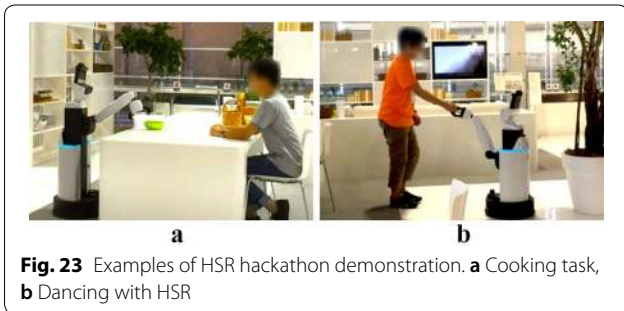 a b
Fig. 23 Examples of HSR hackathon demonstration. a Cooking task,
b Dancing with HSR